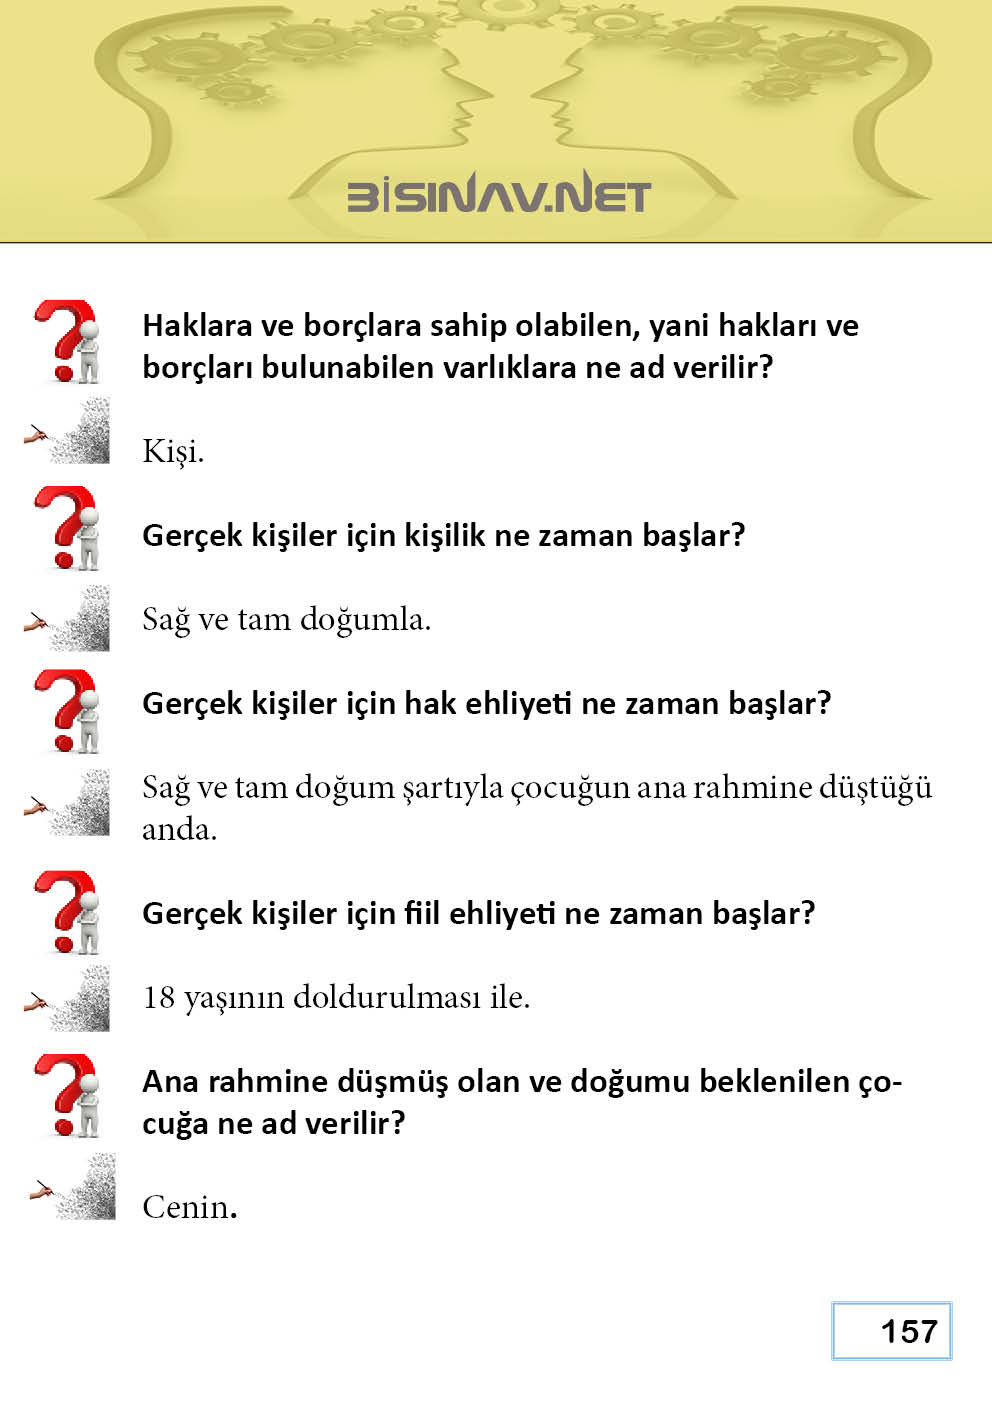 BİSINAV.NET
Haklara ve borçlara sahip olabilen, yani hakları ve
borçları bulunabilen varlıklara ne ad verilir?
Kişi.
Gerçek kişiler için kişilik ne zaman başlar?
Sağ ve tam doğumla.
Gerçek kişiler için hak ehliyeti ne zaman başlar?
Sağ ve tam doğum şartıyla çocuğun ana rahmine düştüğü
anda.
Gerçek kişiler için fiil ehliyeti ne zaman başlar?
18 yaşının doldurulması ile.
Ana rahmine düşmüş olan ve doğumu beklenilen ço-
cuğa ne ad verilir?
Cenin.
157